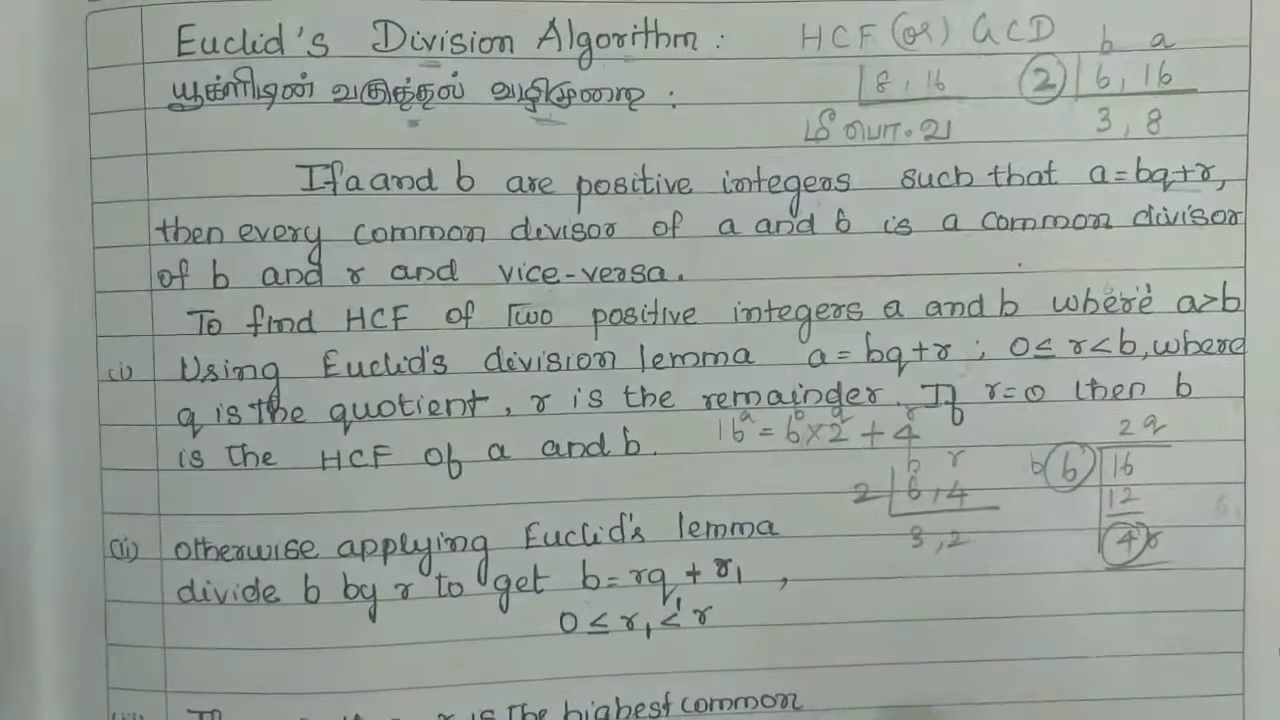 Euclid's Division Algorithm : HCF (or) GCD
யூக்ளிடின் வகுத்தல் வழிமுறை :
8, 16
மீ பொ. வ
b a
2 6, 16
3, 8
If a and b are positive integers such that a = bq+r,
then every common divisor of a and b is a common divisor
of b and r and vice-versa.
To find HCF of Two positive integers a and b where a>b
(i) Using Euclid's division lemma a = bq+r ; 0≤ r<b, where
q is the quotient, r is the remainder. If r=0 then b
is the HCF of a and b.
a b q r
16 = 6×2 + 4
b r
2 6, 4
3, 2
2 q
b 6 16
12
4 r
(ii) otherwise applying Euclid's lemma
divide b by r to get b= rq + r1 ,
0 ≤ r1 < r
is the highest common